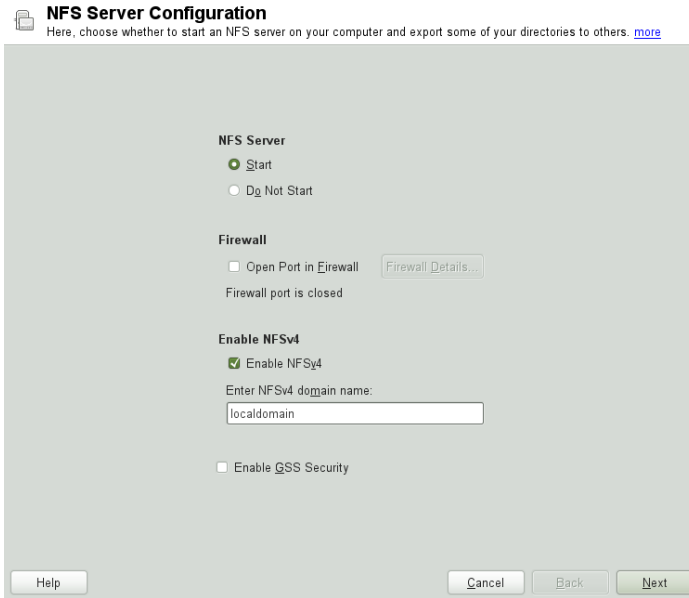 NFS Server Configuration
Here, choose whether to start an NFS server on your computer and export some of your directories to others. more
NFS Server
Start
Do Not Start
Firewall
Open Port in Firewall Firewall Details...
Firewall port is closed
Enable NFSv4
Enable NFSv4
Enter NFSv4 domain name:
localdomain
Enable GSS Security
Help Cancel Back Next